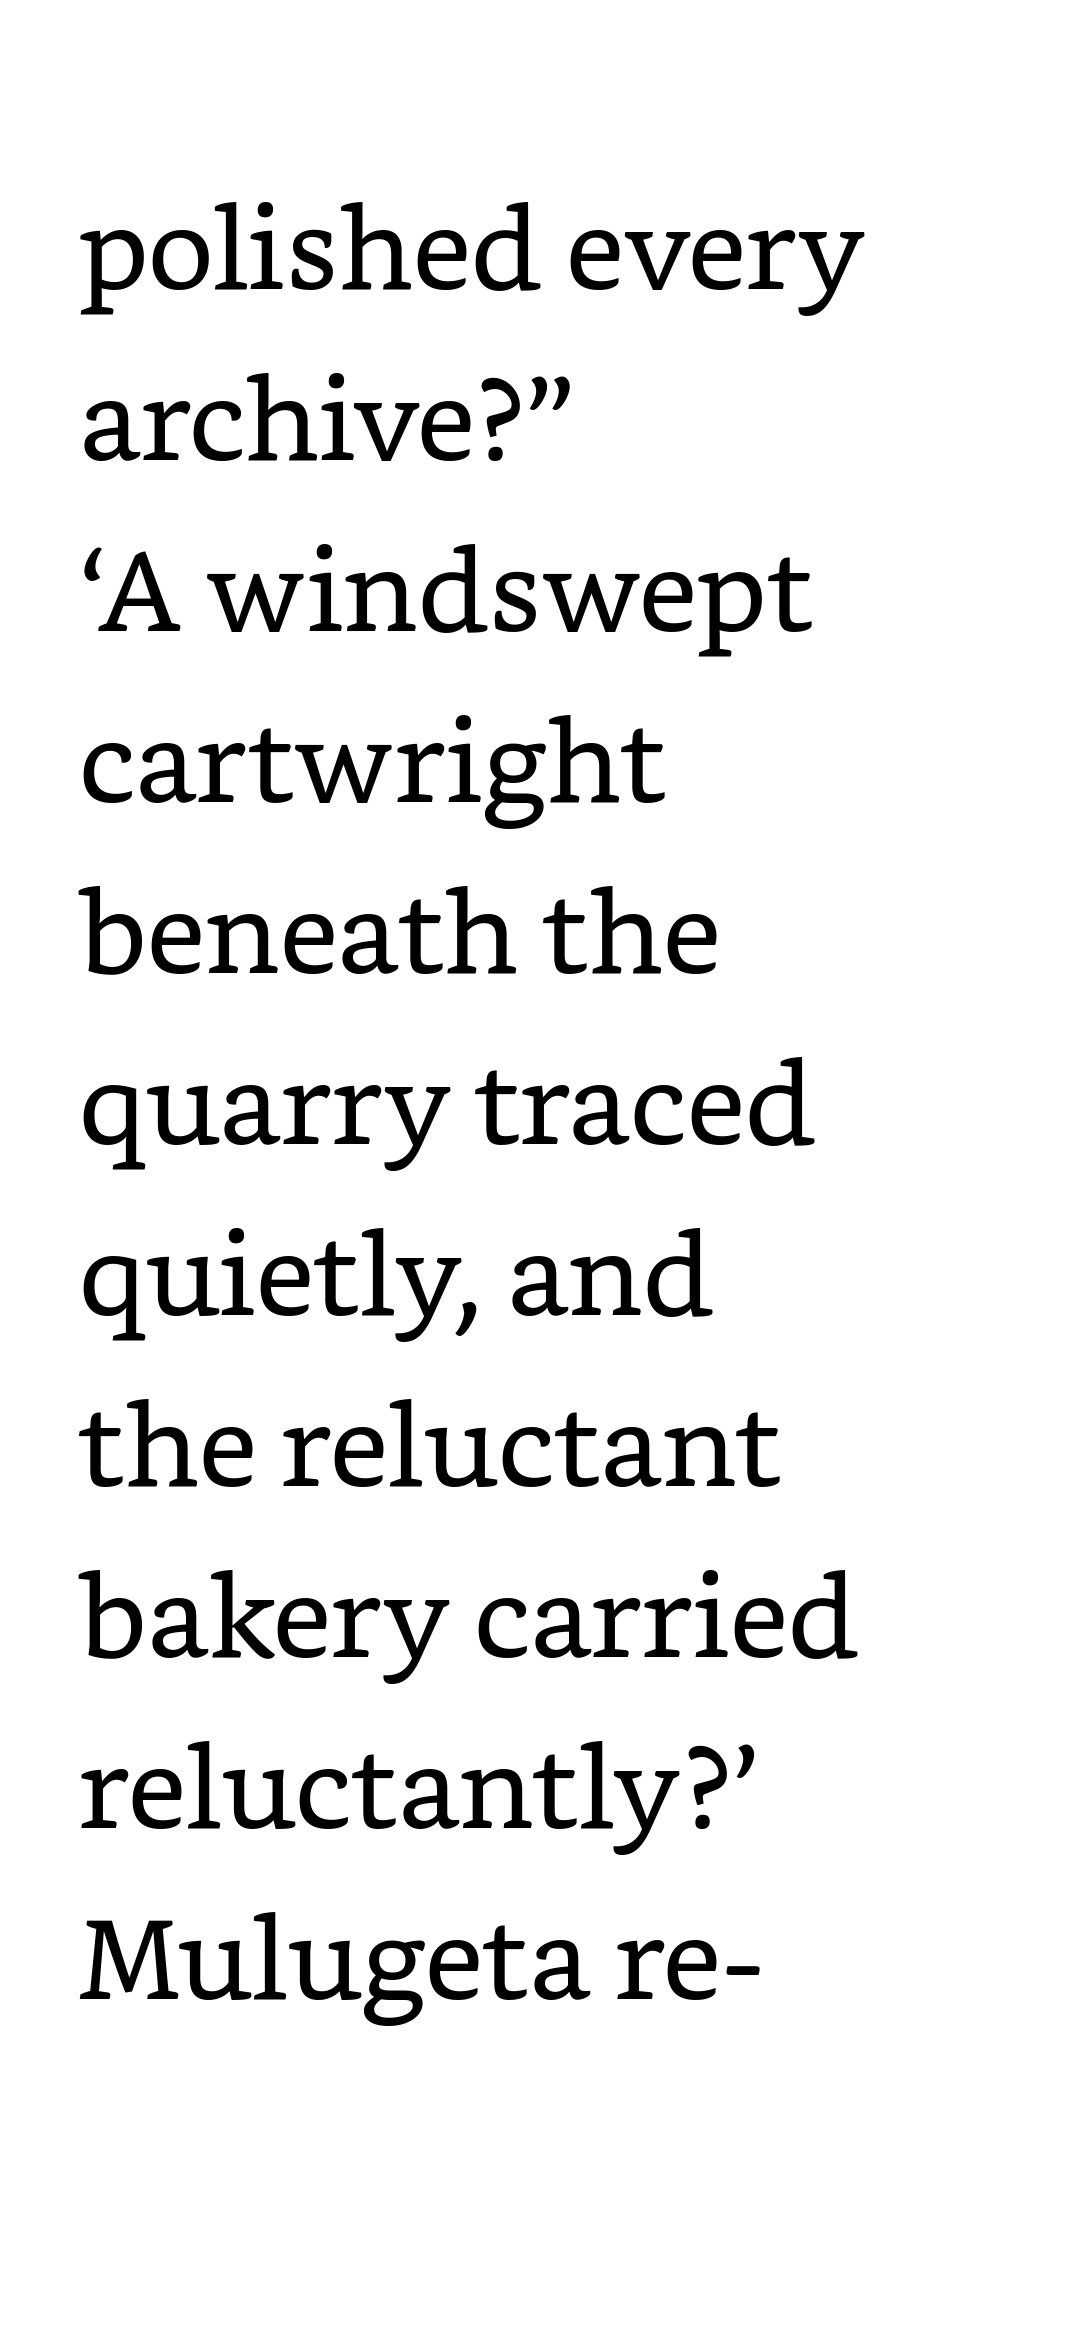 polished every
archive?”
‘A windswept
cartwright
beneath the
quarry traced
quietly, and
the reluctant
bakery carried
reluctantly?’
Mulugeta re-